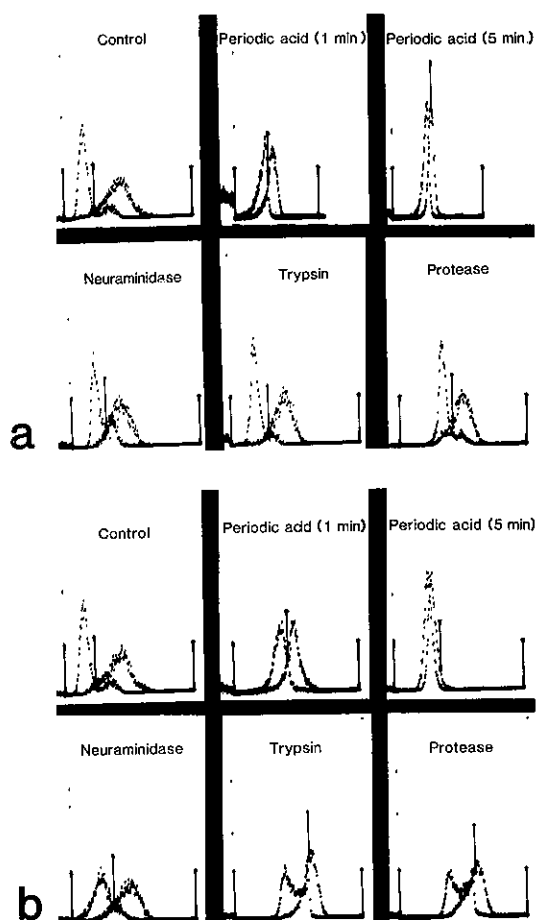 Control Periodic acid (1 min) Periodic acid (5 min.)
Neuraminidase Trypsin Protease
a
Control Periodic acid (1 min) Periodic acid (5 min)
Neuraminidase Trypsin Protease
b